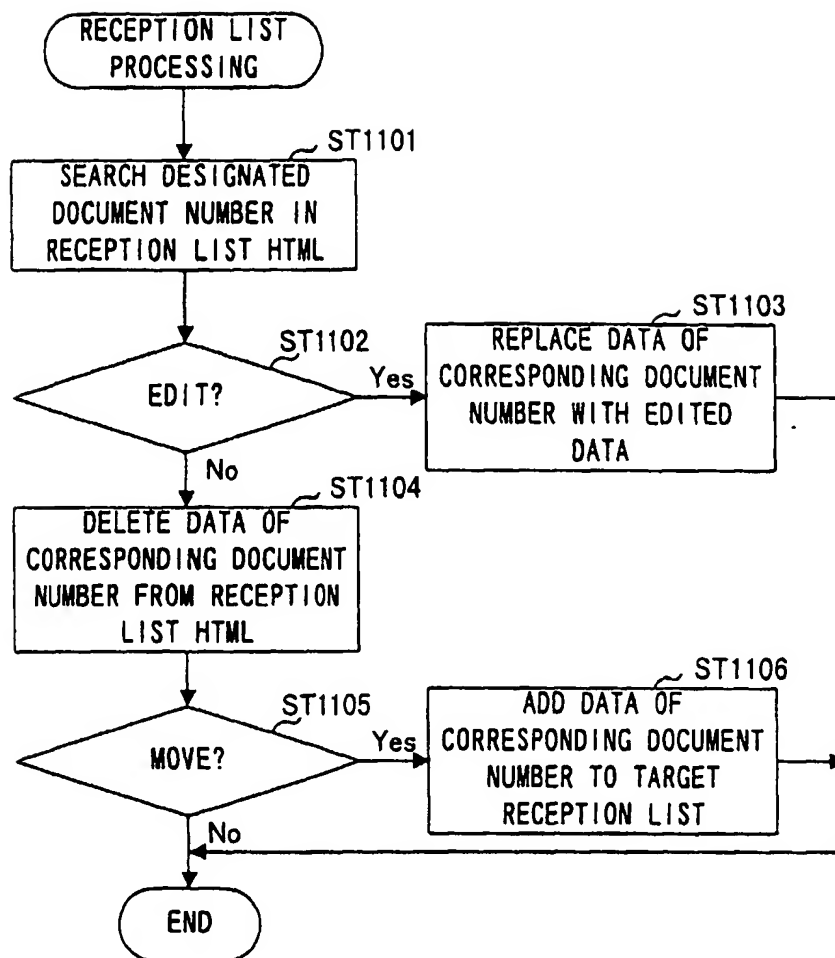 RECEPTION LIST
PROCESSING
ST1101
SEARCH DESIGNATED
DOCUMENT NUMBER IN
RECEPTION LIST HTML
ST1102
EDIT?
Yes
ST1103
REPLACE DATA OF
CORRESPONDING DOCUMENT
NUMBER WITH EDITED
DATA
No
ST1104
DELETE DATA OF
CORRESPONDING DOCUMENT
NUMBER FROM RECEPTION
LIST HTML
ST1105
MOVE?
Yes
ST1106
ADD DATA OF
CORRESPONDING DOCUMENT
NUMBER TO TARGET
RECEPTION LIST
No
END